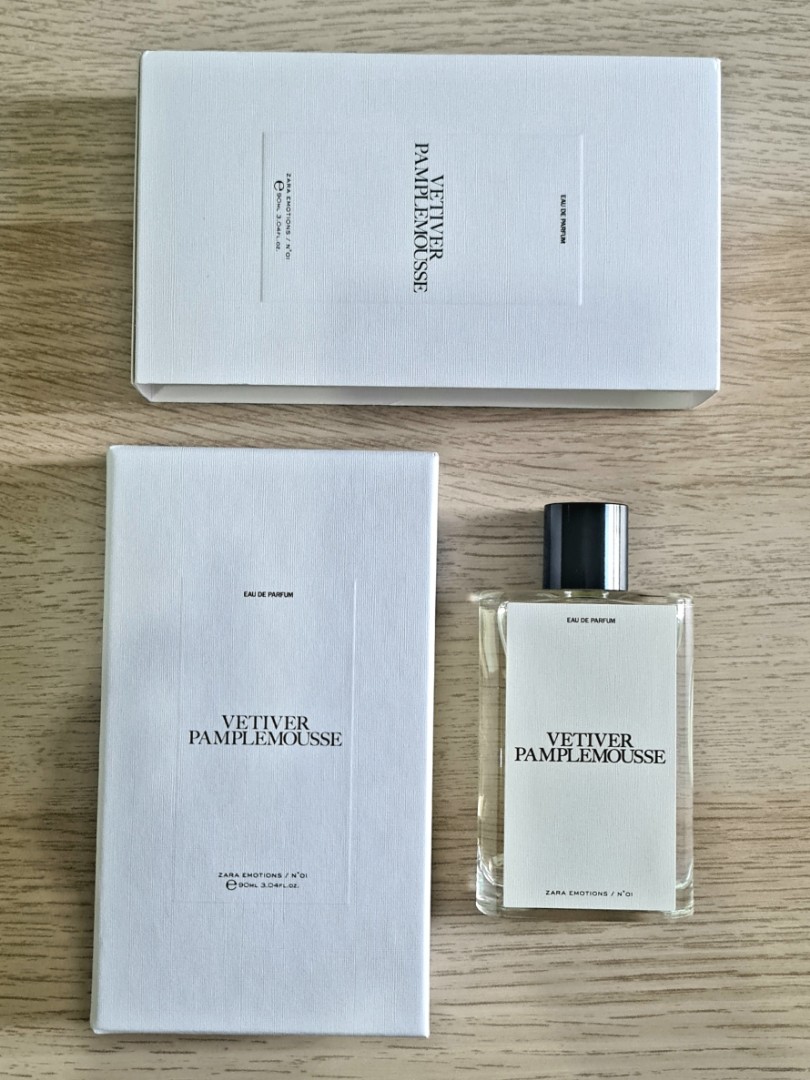 EAU DE PARFUM
VETIVER
PAMPLEMOUSSE
ZARA EMOTIONS / N°01
℮ 90ML 3.04FL.OZ.
EAU DE PARFUM
VETIVER
PAMPLEMOUSSE
ZARA EMOTIONS / N°01
℮ 90ML 3.04FL.OZ.
EAU DE PARFUM
VETIVER
PAMPLEMOUSSE
ZARA EMOTIONS / N°01